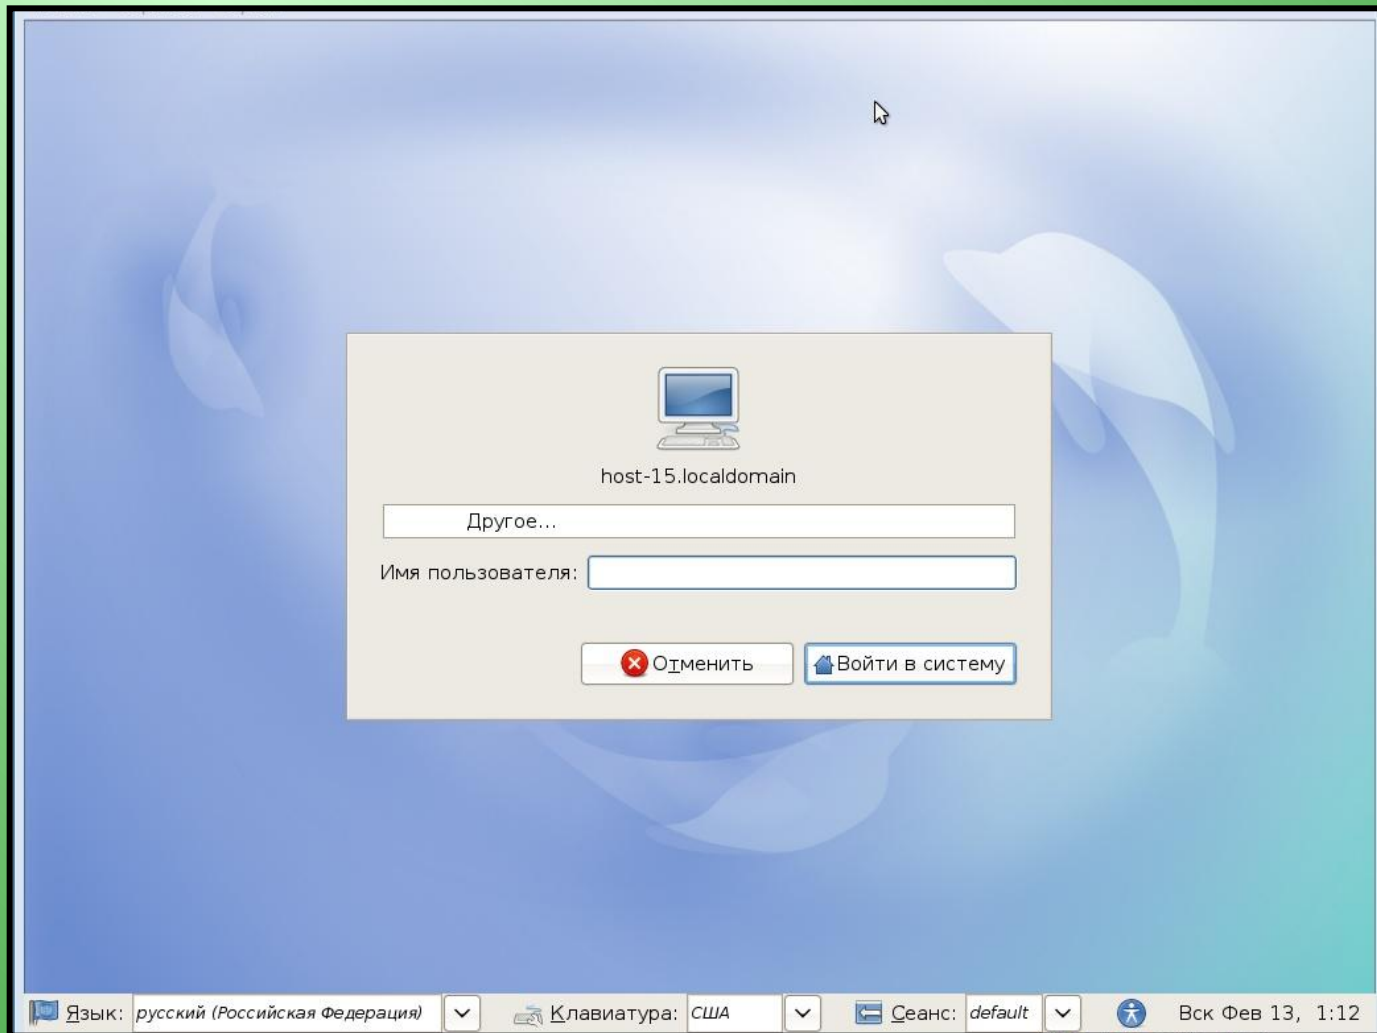 host-15.localdomain
Другое...
Имя пользователя:
Отменить
Войти в систему
Язык: русский (Российская Федерация) Клавиатура: США Сеанс: default Вск Фев 13, 1:12